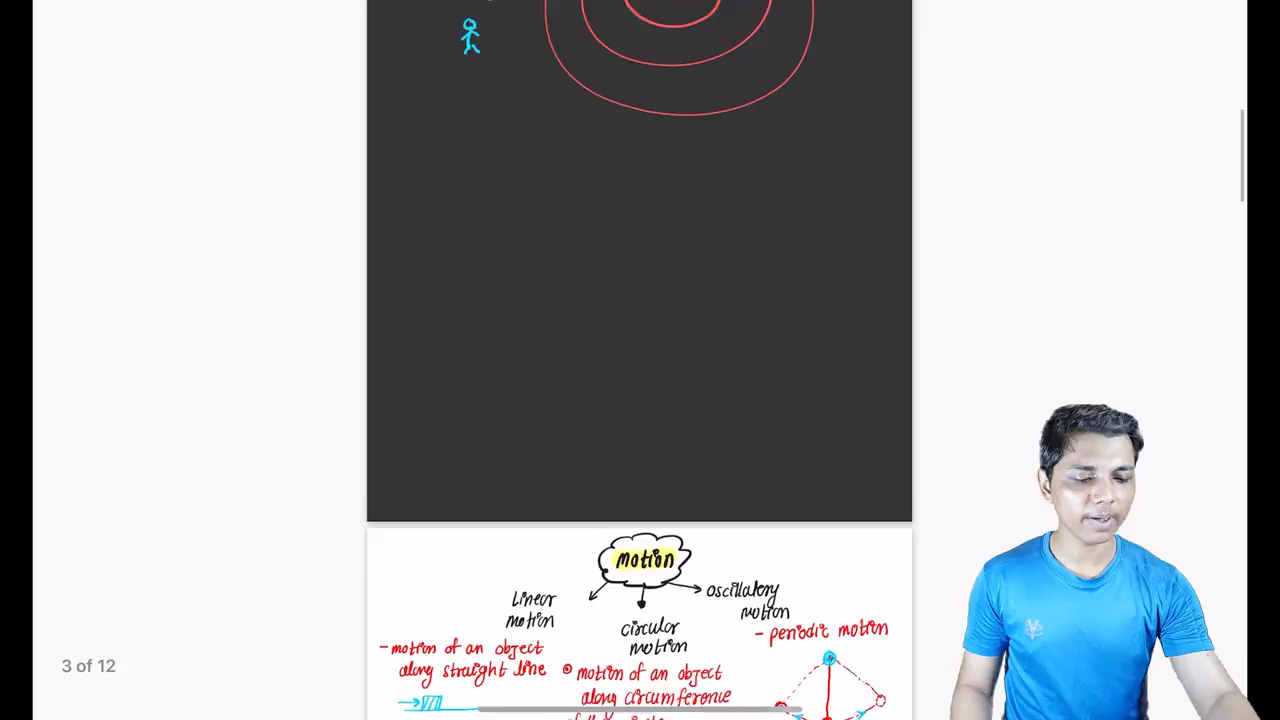 motion
Linear
motion
circular
motion
oscillatory
motion
- periodic motion
- motion of an object
along straight line
motion of an object
along circumference
3 of 12